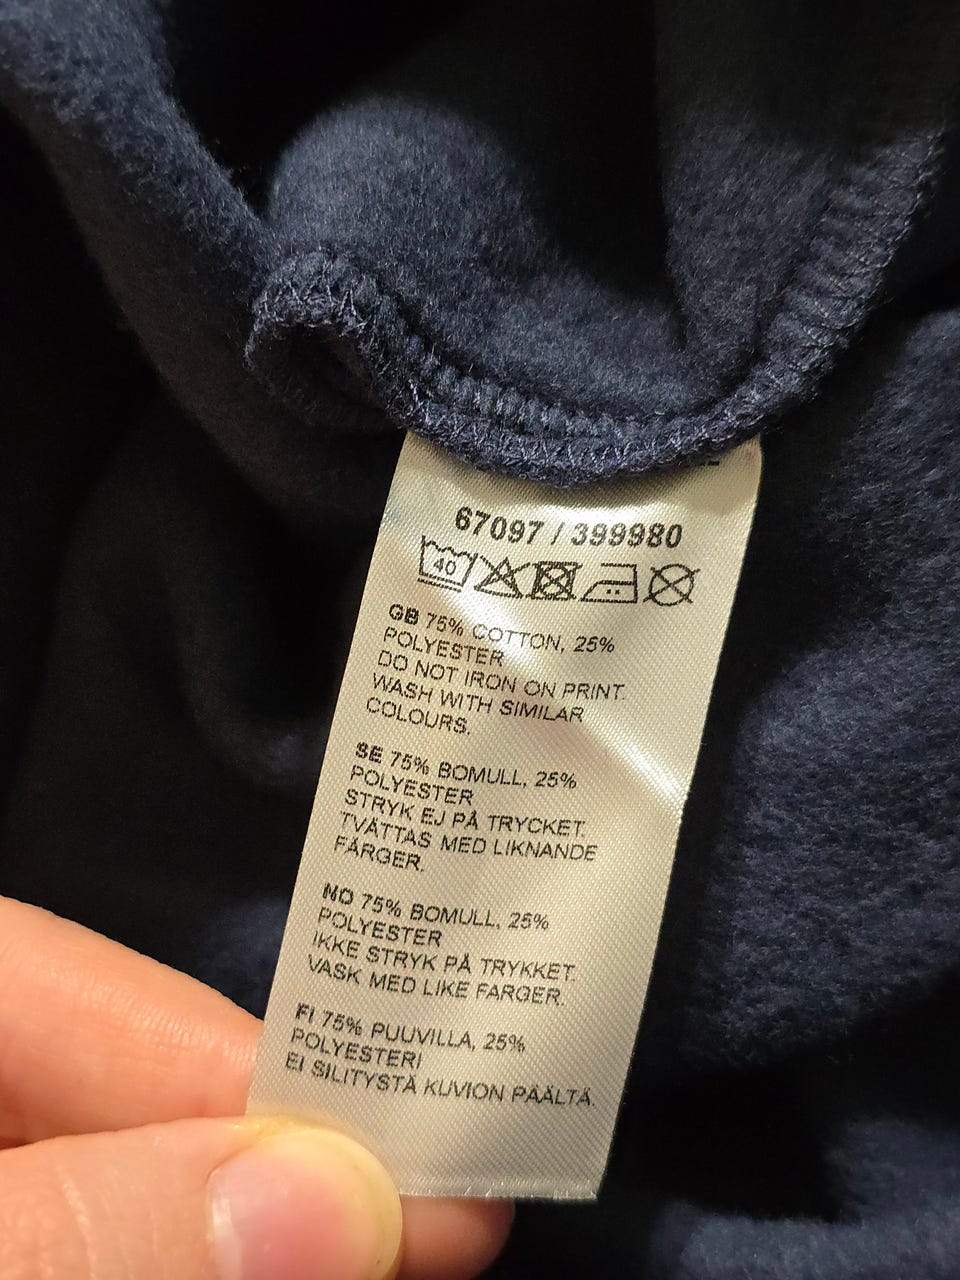 67097 / 399980
40
GB 75% COTTON, 25%
POLYESTER
DO NOT IRON ON PRINT.
WASH WITH SIMILAR
COLOURS.
SE 75% BOMULL, 25%
POLYESTER
STRYK EJ PÅ TRYCKET.
TVÄTTAS MED LIKNANDE
FÄRGER.
NO 75% BOMULL, 25%
POLYESTER
IKKE STRYK PÅ TRYKKET.
VASK MED LIKE FARGER.
FI 75% PUUVILLA, 25%
POLYESTERI
EI SILITYSTÄ KUVION PÄÄLTÄ.